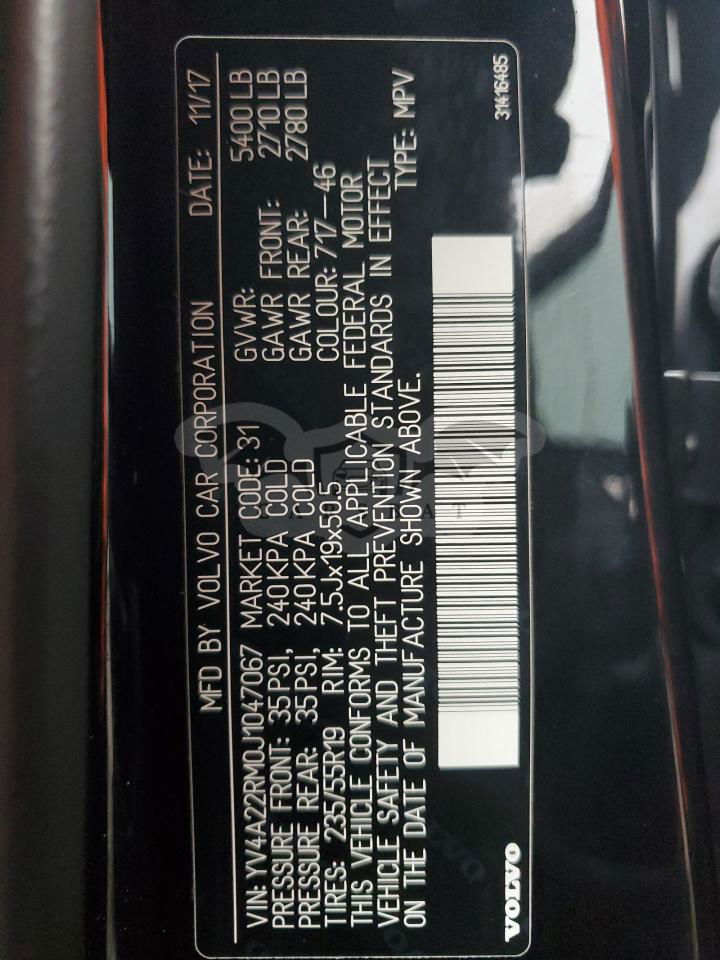 MFD BY VOLVO CAR CORPORATION DATE: 11/17
VIN: YV4A22RM0J1047067 MARKET CODE: 31 GVWR: 5400 LB
PRESSURE FRONT: 35 PSI, 240 KPA COLD GAWR FRONT: 2710 LB
PRESSURE REAR: 35 PSI, 240 KPA COLD GAWR REAR: 2780 LB
TIRES: 235/55R19 RIM: 7.5Jx19x50.5 COLOUR: 717-46
THIS VEHICLE CONFORMS TO ALL APPLICABLE FEDERAL MOTOR
VEHICLE SAFETY AND THEFT PREVENTION STANDARDS IN EFFECT
ON THE DATE OF MANUFACTURE SHOWN ABOVE. TYPE: MPV
VOLVO 31416485